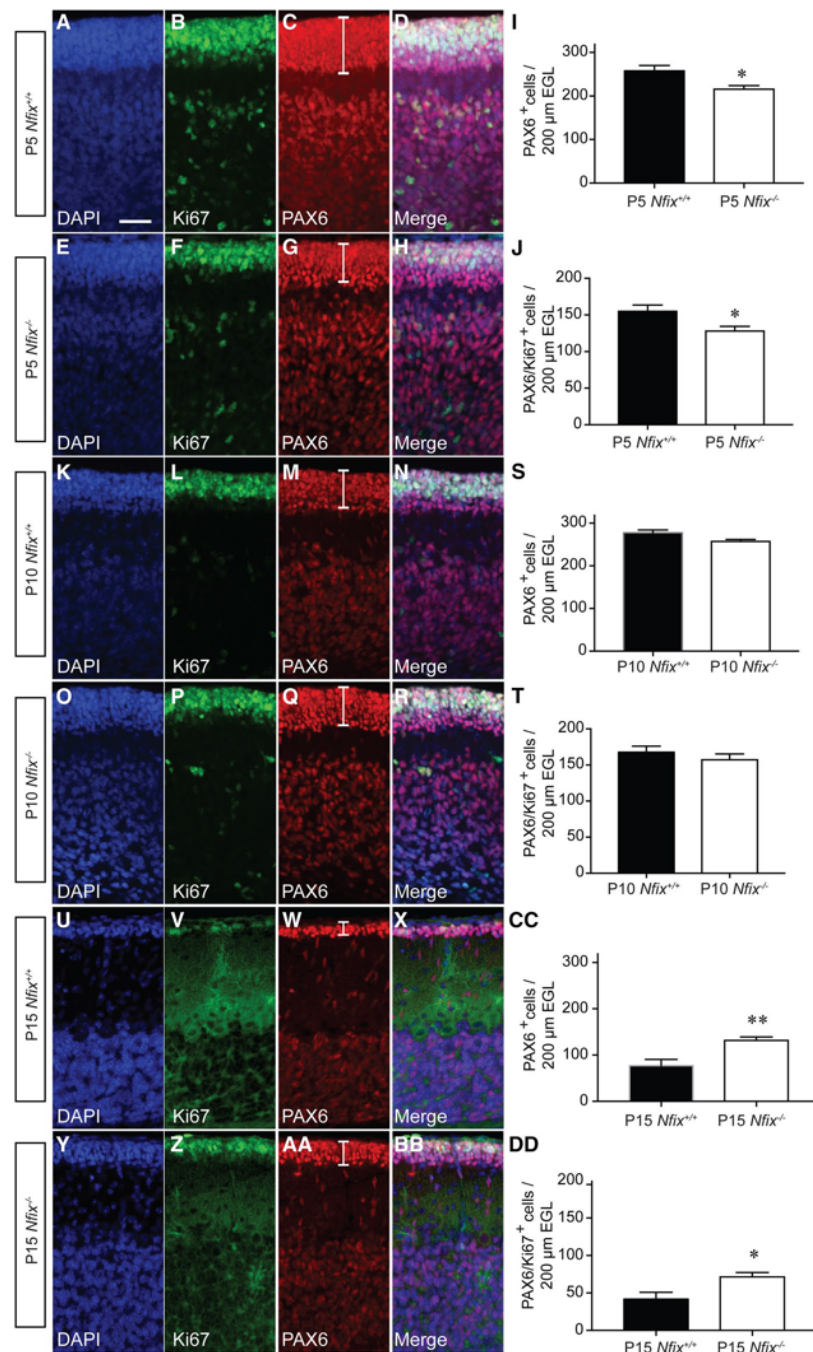 A B C D I
P5 Nfix+/+
DAPI Ki67 PAX6 Merge
PAX6 +cells /
200 µm EGL
300
200
100
0
*
P5 Nfix+/+ P5 Nfix-/-
E F G H J
P5 Nfix-/-
DAPI Ki67 PAX6 Merge
PAX6/Ki67 +cells /
200 µm EGL
200
150
100
50
0
*
P5 Nfix+/+ P5 Nfix-/-
K L M N S
P10 Nfix+/+
DAPI Ki67 PAX6 Merge
PAX6 +cells /
200 µm EGL
300
200
100
0
P10 Nfix+/+ P10 Nfix-/-
O P Q R T
P10 Nfix-/-
DAPI Ki67 PAX6 Merge
PAX6/Ki67 +cells /
200 µm EGL
200
150
100
50
0
P10 Nfix+/+ P10 Nfix-/-
U V W X CC
P15 Nfix+/+
DAPI Ki67 PAX6 Merge
PAX6 +cells /
200 µm EGL
300
200
100
0
**
P15 Nfix+/+ P15 Nfix-/-
Y Z AA BB DD
P15 Nfix-/-
DAPI Ki67 PAX6 Merge
PAX6/Ki67 +cells /
200 µm EGL
200
150
100
50
0
*
P15 Nfix+/+ P15 Nfix-/-